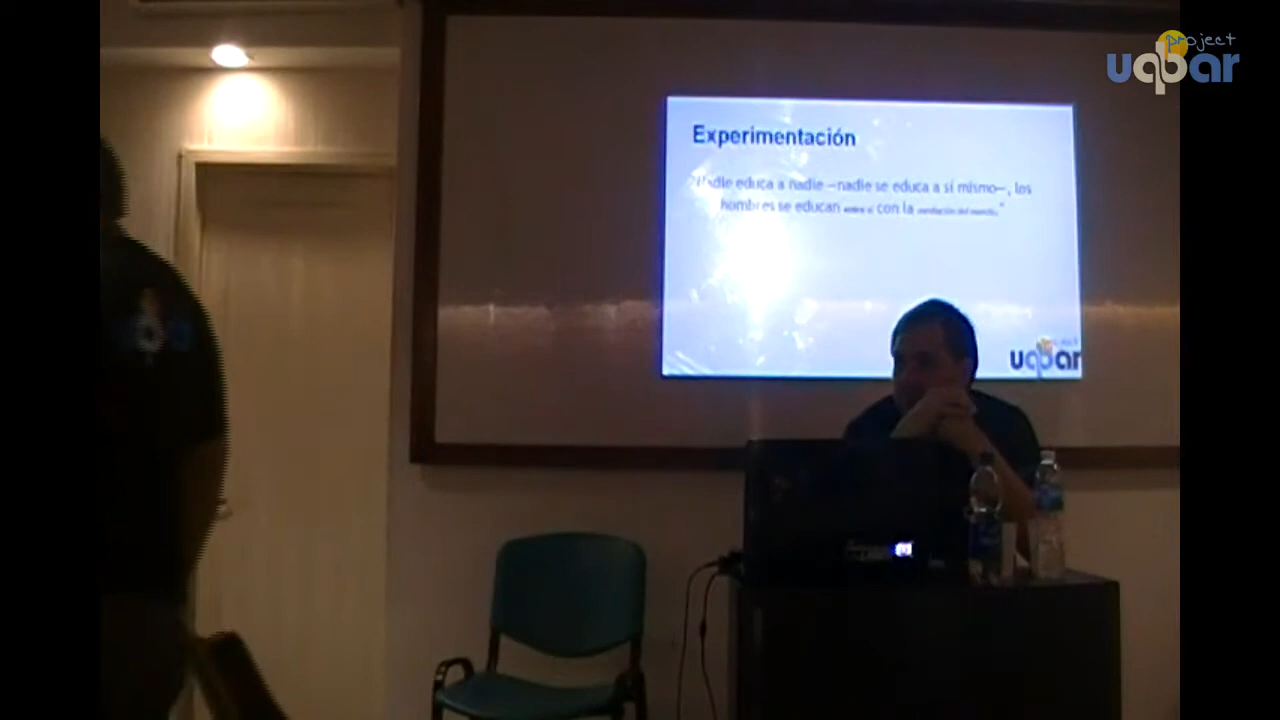 project
uqbar
Experimentación
"Nadie educa a nadie —nadie se educa a sí mismo—, los
hombres se educan entre sí con la mediación del mundo."
uqbar